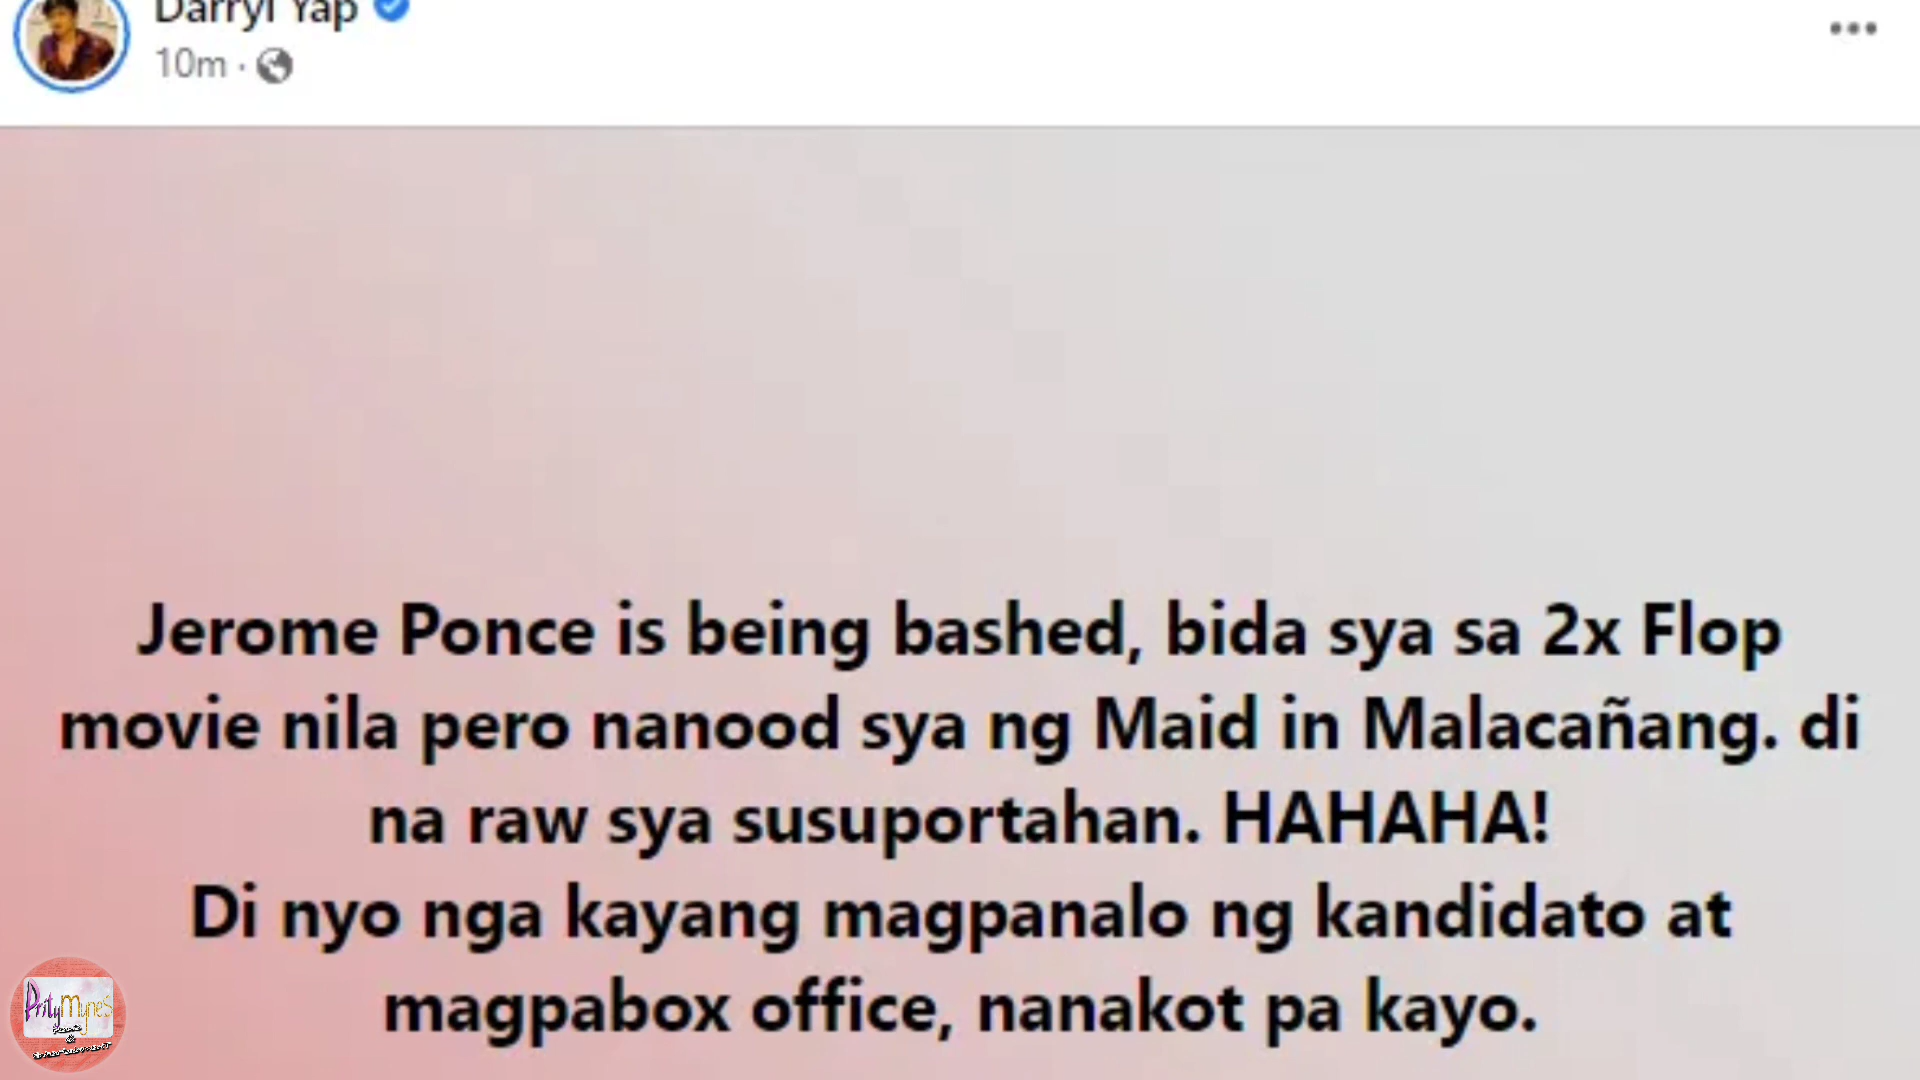 Darryl Yap
10m ·
Jerome Ponce is being bashed, bida sya sa 2x Flop
movie nila pero nanood sya ng Maid in Malacañang. di
na raw sya susuportahan. HAHAHA!
Di nyo nga kayang magpanalo ng kandidato at
magpabox office, nanakot pa kayo.
PrityMyne's